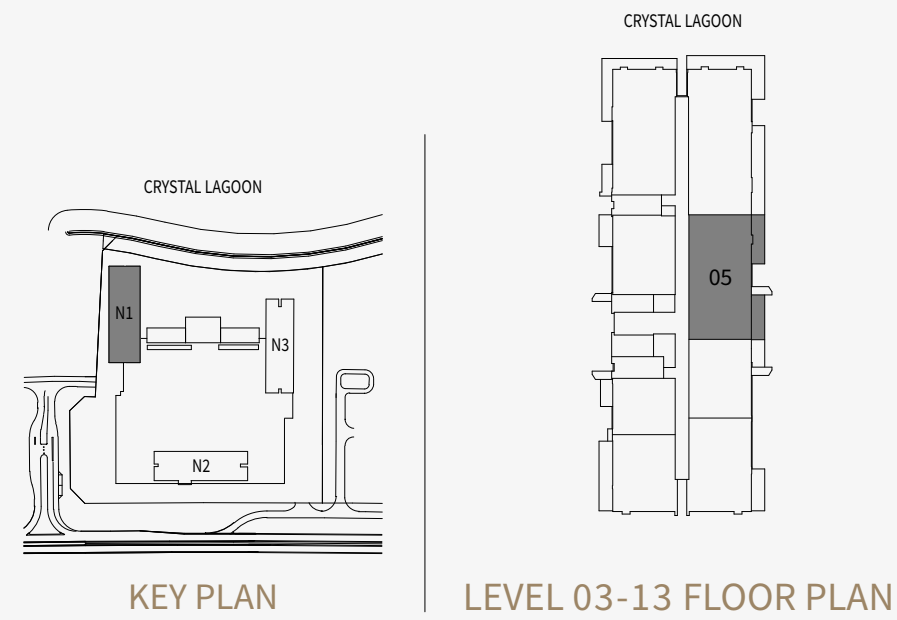 CRYSTAL LAGOON
N1
N3
N2
KEY PLAN
CRYSTAL LAGOON
05
LEVEL 03-13 FLOOR PLAN